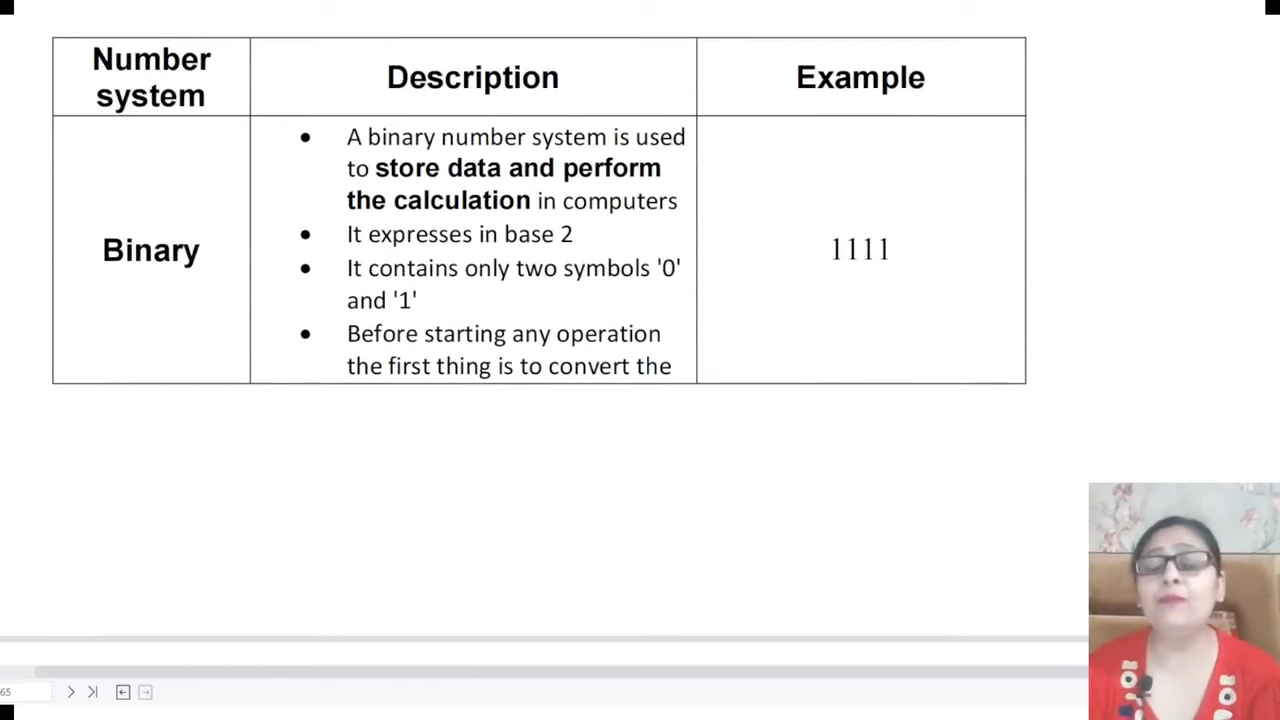 Number
system
Description
Example
Binary
• A binary number system is used
to store data and perform
the calculation in computers
• It expresses in base 2
• It contains only two symbols '0'
and '1'
• Before starting any operation
the first thing is to convert the
1111
65